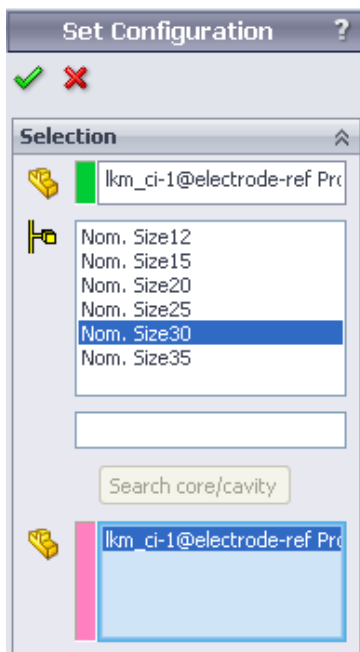 Set Configuration ?
Selection
lkm_ci-1@electrode-ref Pro
Nom. Size12
Nom. Size15
Nom. Size20
Nom. Size25
Nom. Size30
Nom. Size35
Search core/cavity
lkm_ci-1@electrode-ref Pro